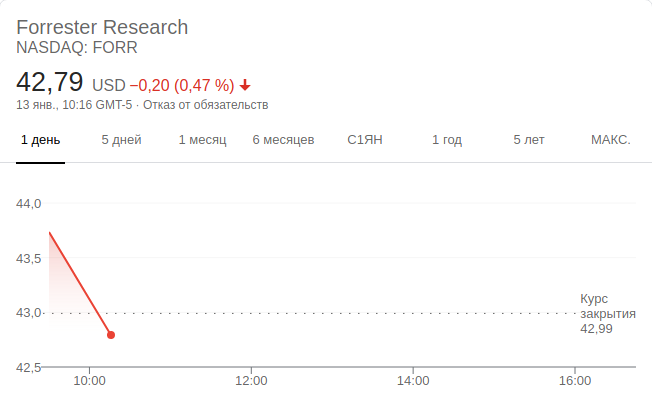 Forrester Research
NASDAQ: FORR
42,79 USD −0,20 (0,47 %)
13 янв., 10:16 GMT-5 · Отказ от обязательств
1 день 5 дней 1 месяц 6 месяцев С1ЯН 1 год 5 лет МАКС.
44,0
43,5
43,0
Курс
закрытия
42,99
42,5
10:00 12:00 14:00 16:00